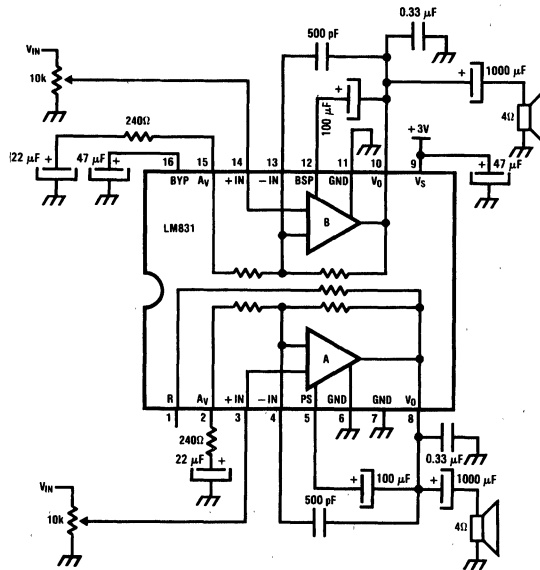 0.33 μF
500 pF
VIN
10k
1000 μF
100 μF
4Ω
240Ω
+3V
22 μF
47 μF
47 μF
16 15 14 13 12 11 10 9
BYP AV +IN −IN BSP GND VO VS
LM831
B
A
R AV +IN −IN PS GND GND VO
1 2 3 4 5 6 7 8
240Ω
22 μF
0.33 μF
100 μF
1000 μF
VIN
10k
500 pF
4Ω